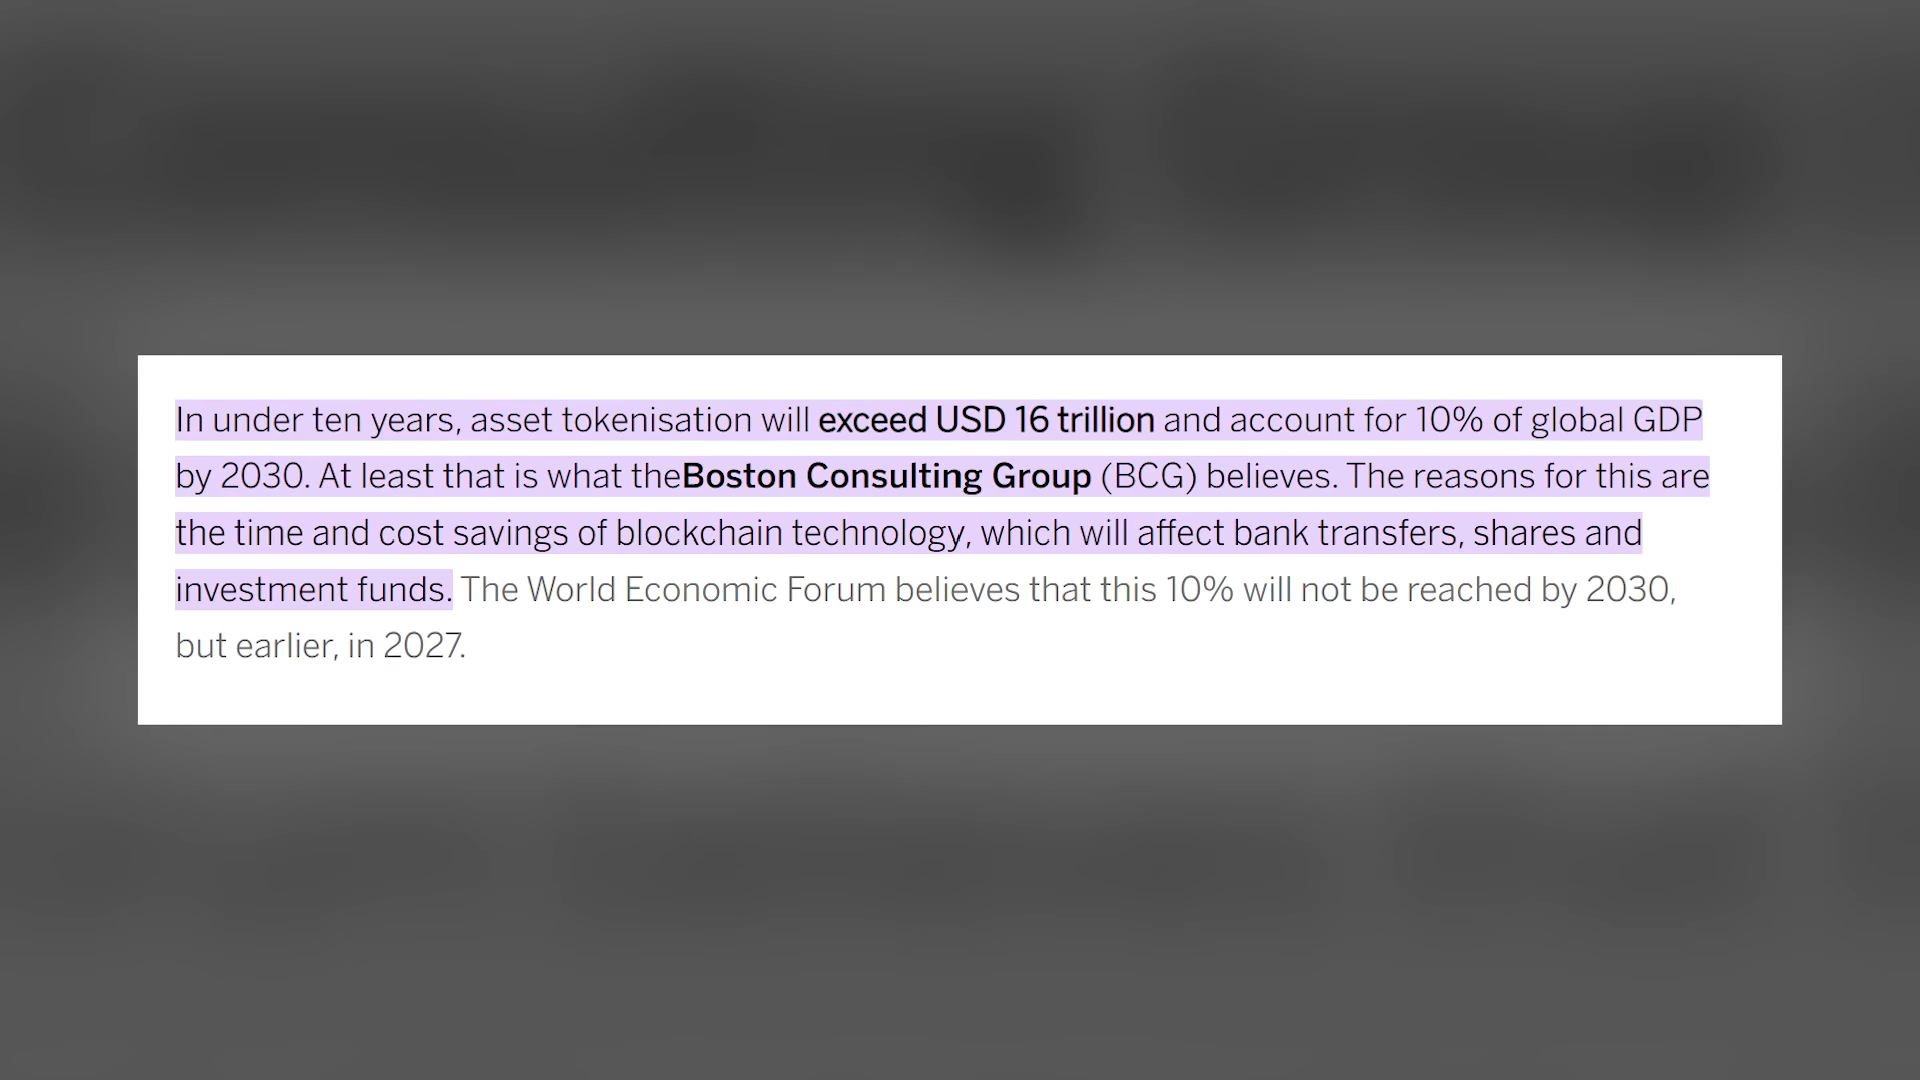 In under ten years, asset tokenisation will exceed USD 16 trillion and account for 10% of global GDP
by 2030. At least that is what theBoston Consulting Group (BCG) believes. The reasons for this are
the time and cost savings of blockchain technology, which will affect bank transfers, shares and
investment funds. The World Economic Forum believes that this 10% will not be reached by 2030,
but earlier, in 2027.